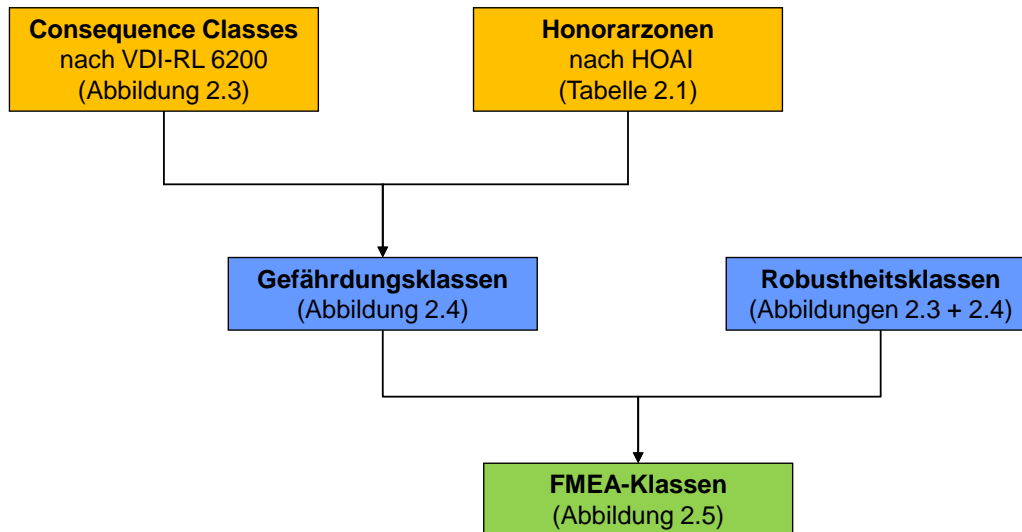 Consequence Classes
nach VDI-RL 6200
(Abbildung 2.3)
Honorarzonen
nach HOAI
(Tabelle 2.1)
Gefährdungsklassen
(Abbildung 2.4)
Robustheitsklassen
(Abbildungen 2.3 + 2.4)
FMEA-Klassen
(Abbildung 2.5)